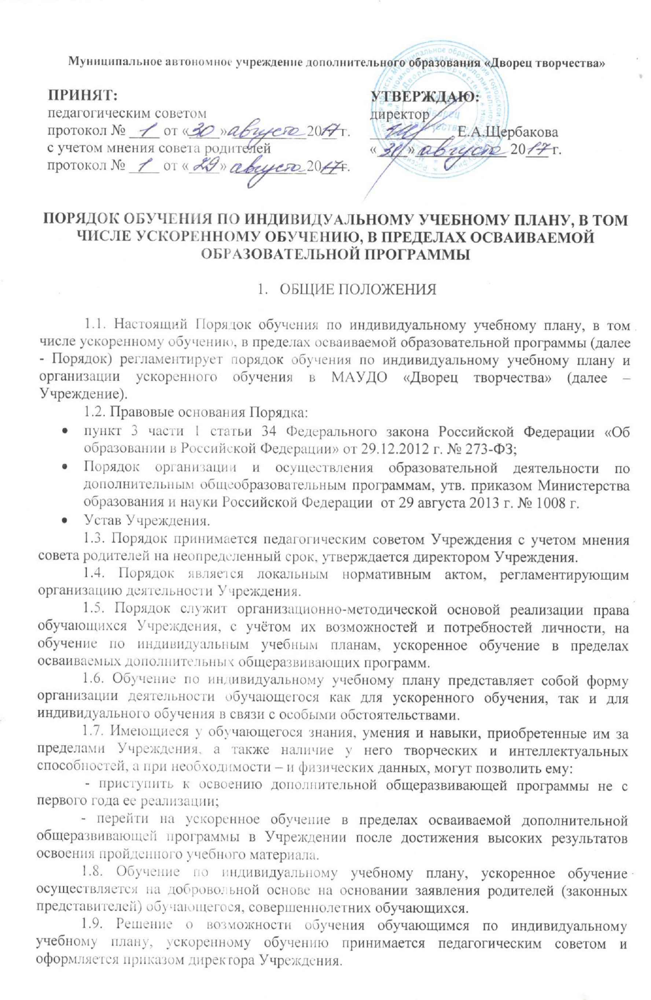 Муниципальное автономное учреждение дополнительного образования «Дворец творчества»
ПРИНЯТ:
педагогическим советом
протокол № 1 от «30» августа 2017 г.
с учетом мнения совета родителей
протокол № 1 от «29» августа 2017 г.
УТВЕРЖДАЮ:
директор
Е.А.Щербакова
«30» августа 2017 г.
ПОРЯДОК ОБУЧЕНИЯ ПО ИНДИВИДУАЛЬНОМУ УЧЕБНОМУ ПЛАНУ, В ТОМ
ЧИСЛЕ УСКОРЕННОМУ ОБУЧЕНИЮ, В ПРЕДЕЛАХ ОСВАИВАЕМОЙ
ОБРАЗОВАТЕЛЬНОЙ ПРОГРАММЫ
1. ОБЩИЕ ПОЛОЖЕНИЯ
1.1. Настоящий Порядок обучения по индивидуальному учебному плану, в том
числе ускоренному обучению, в пределах осваиваемой образовательной программы (далее
- Порядок) регламентирует порядок обучения по индивидуальному учебному плану и
организации ускоренного обучения в МАУДО «Дворец творчества» (далее –
Учреждение).
1.2. Правовые основания Порядка:
• пункт 3 части 1 статьи 34 Федерального закона Российской Федерации «Об
образовании в Российской Федерации» от 29.12.2012 г. № 273-ФЗ;
• Порядок организации и осуществления образовательной деятельности по
дополнительным общеобразовательным программам, утв. приказом Министерства
образования и науки Российской Федерации от 29 августа 2013 г. № 1008 г.
• Устав Учреждения.
1.3. Порядок принимается педагогическим советом Учреждения с учетом мнения
совета родителей на неопределенный срок, утверждается директором Учреждения.
1.4. Порядок является локальным нормативным актом, регламентирующим
организацию деятельности Учреждения.
1.5. Порядок служит организационно-методической основой реализации права
обучающихся Учреждения, с учётом их возможностей и потребностей личности, на
обучение по индивидуальным учебным планам, ускоренное обучение в пределах
осваиваемых дополнительных общеразвивающих программ.
1.6. Обучение по индивидуальному учебному плану представляет собой форму
организации деятельности обучающегося как для ускоренного обучения, так и для
индивидуального обучения в связи с особыми обстоятельствами.
1.7. Имеющиеся у обучающегося знания, умения и навыки, приобретенные им за
пределами Учреждения, а также наличие у него творческих и интеллектуальных
способностей, а при необходимости – и физических данных, могут позволить ему:
- приступить к освоению дополнительной общеразвивающей программы не с
первого года ее реализации;
- перейти на ускоренное обучение в пределах осваиваемой дополнительной
общеразвивающей программы в Учреждении после достижения высоких результатов
освоения пройденного учебного материала.
1.8. Обучение по индивидуальному учебному плану, ускоренное обучение
осуществляется на добровольной основе на основании заявления родителей (законных
представителей) обучающегося, совершеннолетних обучающихся.
1.9. Решение о возможности обучения обучающимся по индивидуальному
учебному плану, ускоренному обучению принимается педагогическим советом и
оформляется приказом директора Учреждения.